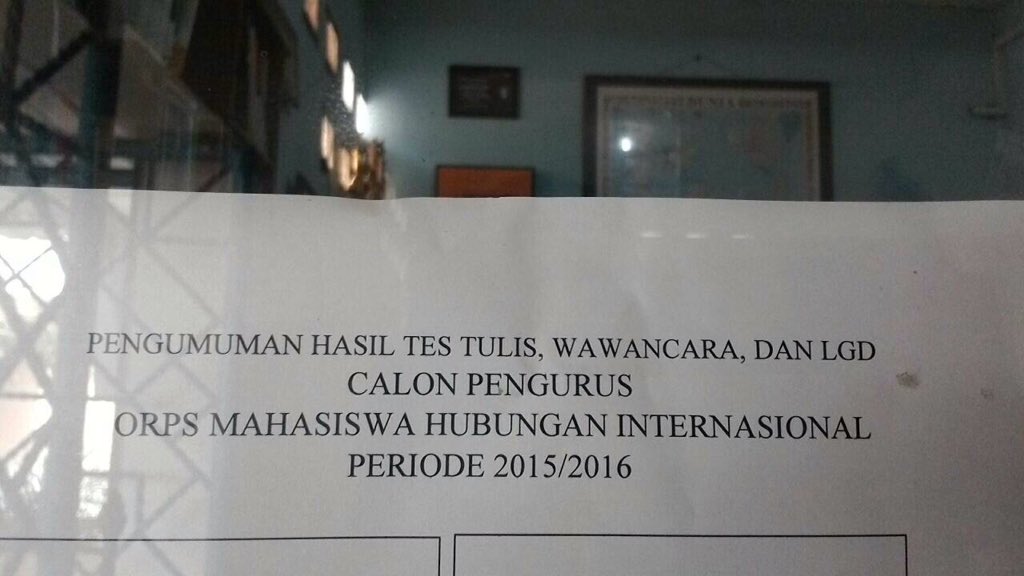 PENGUMUMAN HASIL TES TULIS, WAWANCARA, DAN LGD
CALON PENGURUS
ORPS MAHASISWA HUBUNGAN INTERNASIONAL
PERIODE 2015/2016